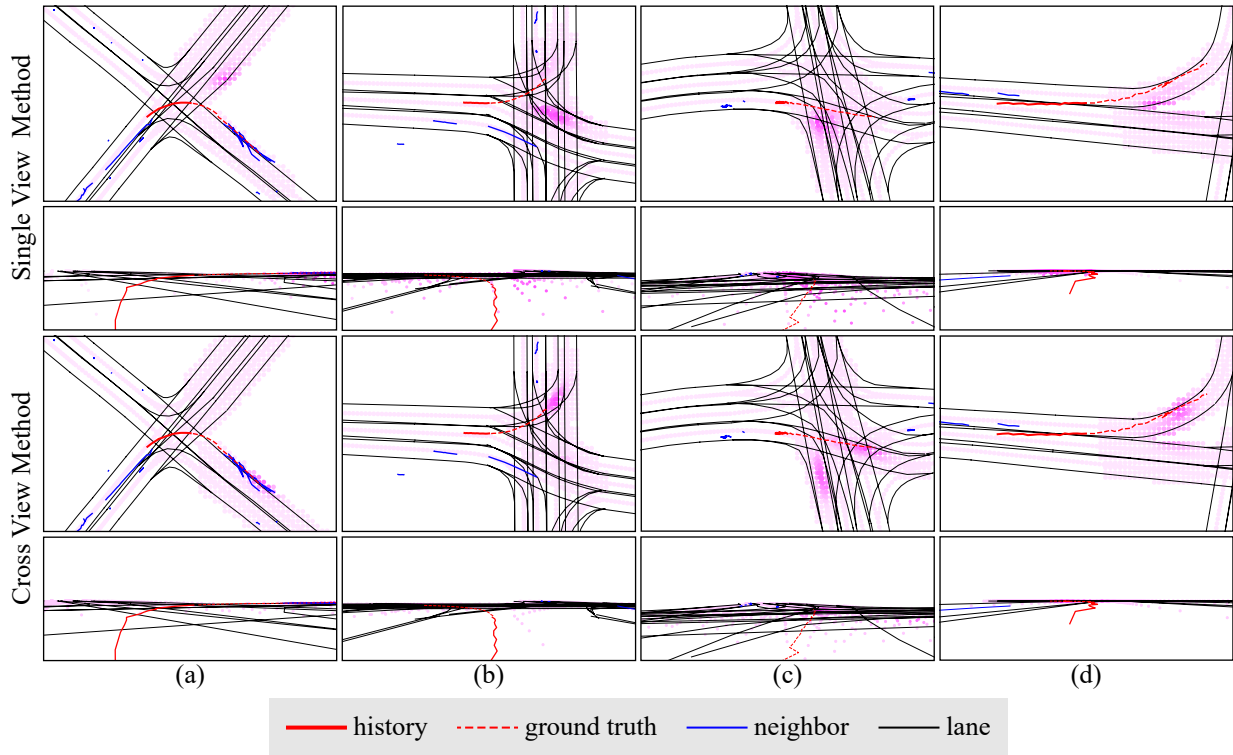 Single View Method
Cross View Method
(a) (b) (c) (d)
history ground truth neighbor lane